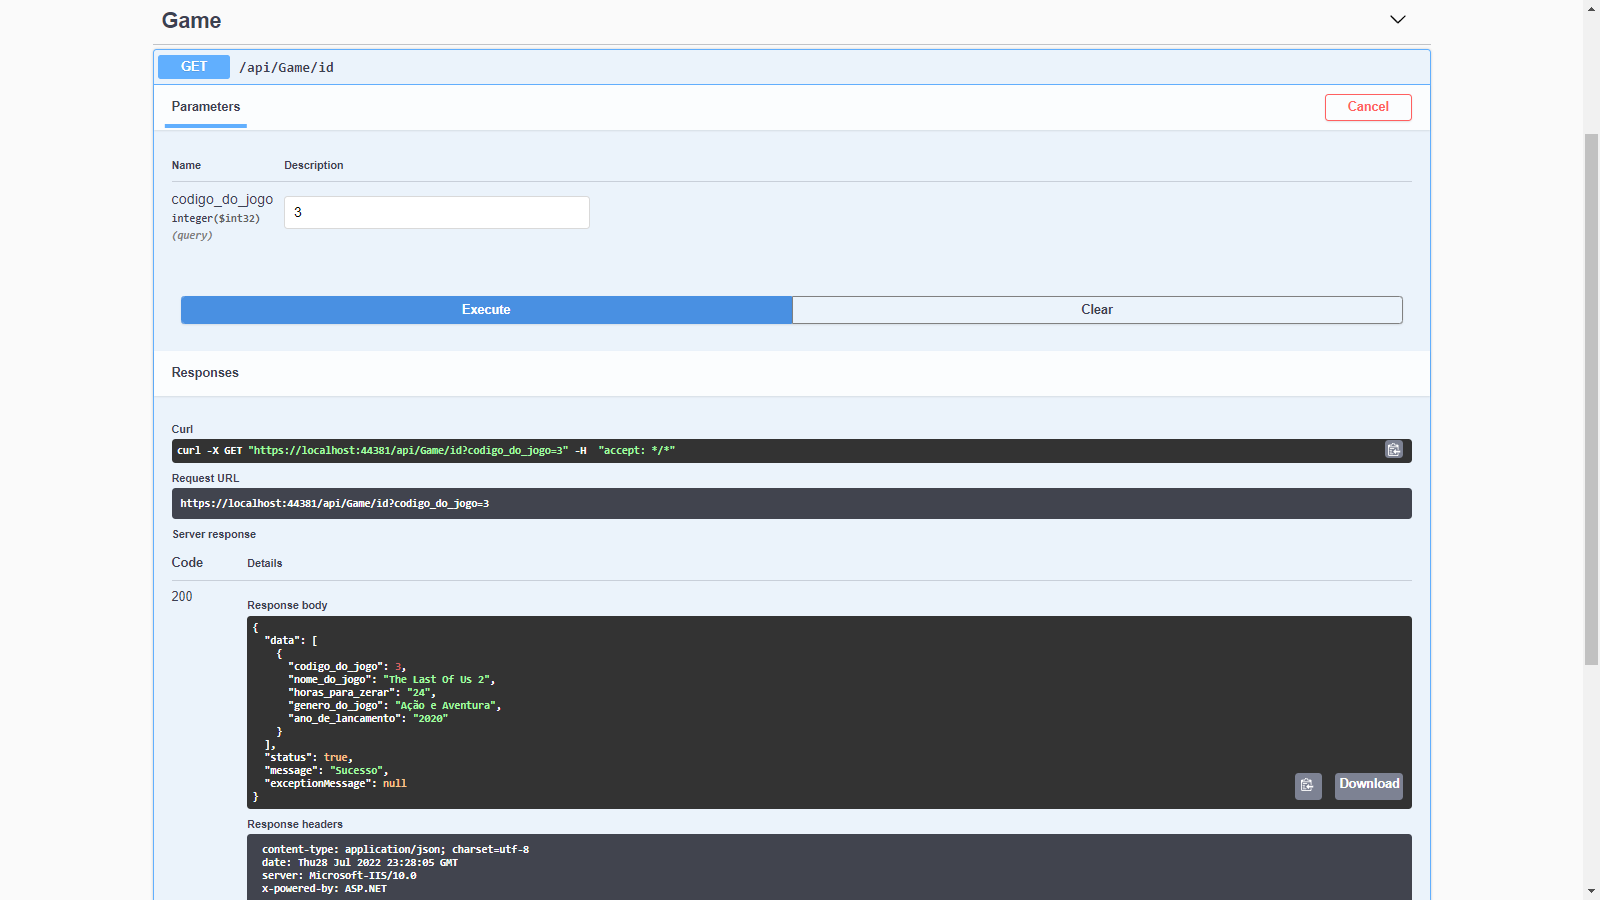 Game
GET /api/Game/id
Parameters
Cancel
Name Description
codigo_do_jogo
integer($int32)
(query)
3
Execute Clear
Responses
Curl
curl -X GET "https://localhost:44381/api/Game/id?codigo_do_jogo=3" -H  "accept: */*"
Request URL
https://localhost:44381/api/Game/id?codigo_do_jogo=3
Server response
Code Details
200
Response body
{
  "data": [
    {
      "codigo_do_jogo": 3,
      "nome_do_jogo": "The Last Of Us 2",
      "horas_para_zerar": "24",
      "genero_do_jogo": "Ação e Aventura",
      "ano_de_lancamento": "2020"
    }
  ],
  "status": true,
  "message": "Sucesso",
  "exceptionMessage": null
}
Download
Response headers
content-type: application/json; charset=utf-8
date: Thu28 Jul 2022 23:28:05 GMT
server: Microsoft-IIS/10.0
x-powered-by: ASP.NET